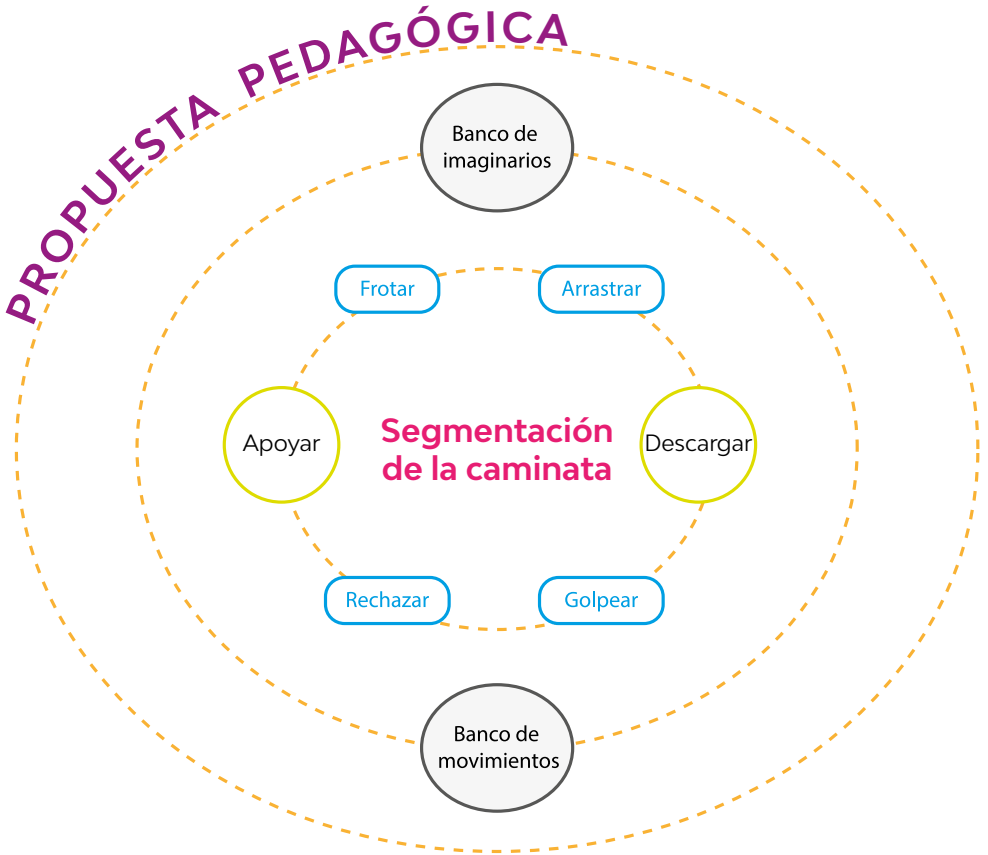 PROPUESTA PEDAGÓGICA
Banco de
imaginarios
Frotar
Arrastrar
Apoyar
Segmentación
de la caminata
Descargar
Rechazar
Golpear
Banco de
movimientos